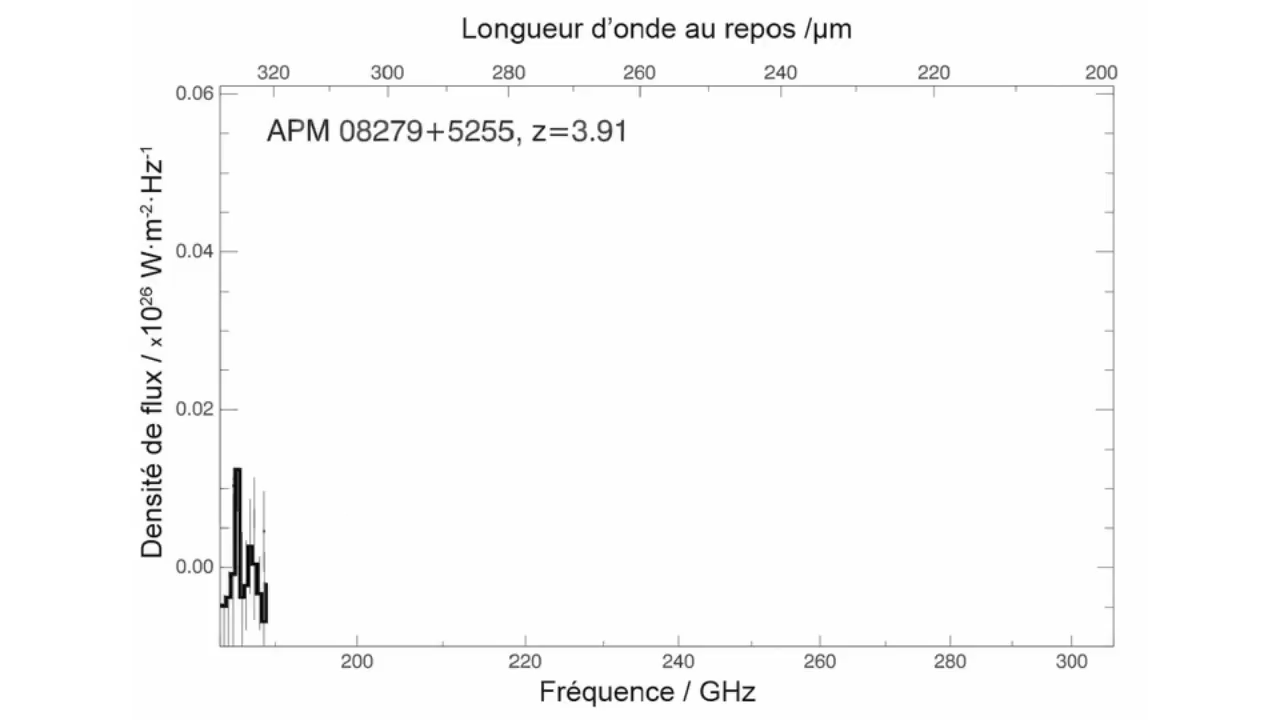 Longueur d’onde au repos /µm
320 300 280 260 240 220 200
APM 08279+5255, z=3.91
Densité de flux / x10²⁶ W·m⁻²·Hz⁻¹
0.06
0.04
0.02
0.00
200 220 240 260 280 300
Fréquence / GHz